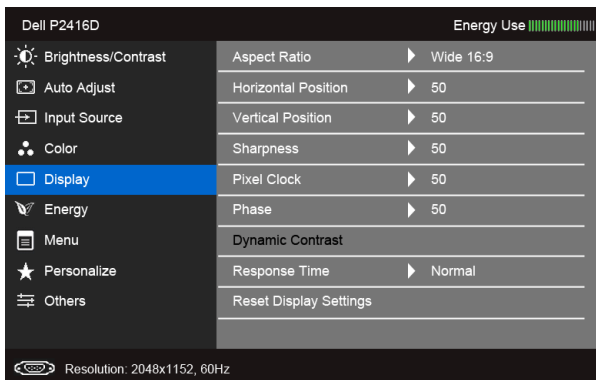 Dell P2416D Energy Use
Brightness/Contrast Aspect Ratio Wide 16:9
Auto Adjust Horizontal Position 50
Input Source Vertical Position 50
Color Sharpness 50
Display Pixel Clock 50
Energy Phase 50
Menu Dynamic Contrast
Personalize Response Time Normal
Others Reset Display Settings
Resolution: 2048x1152, 60Hz